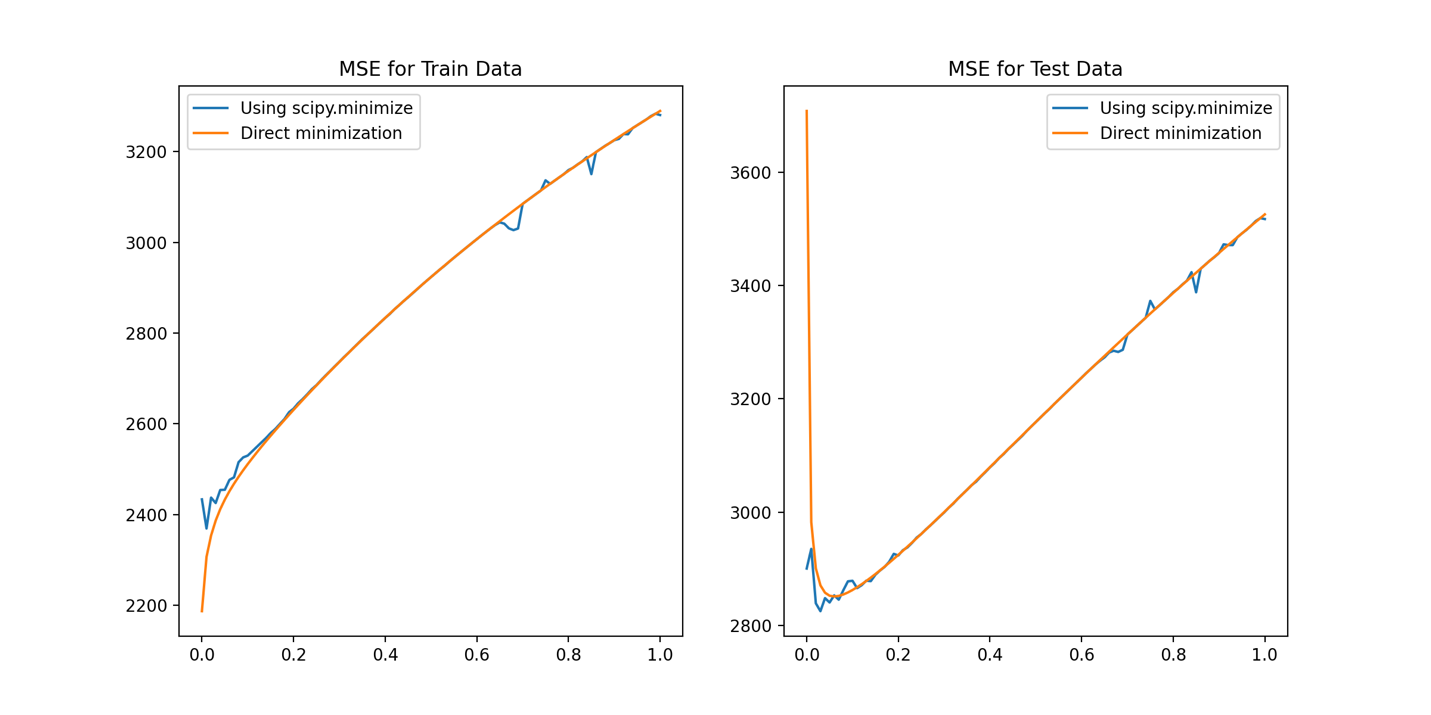 MSE for Train Data
Using scipy.minimize
Direct minimization
3200
3000
2800
2600
2400
2200
0.0 0.2 0.4 0.6 0.8 1.0
MSE for Test Data
Using scipy.minimize
Direct minimization
3600
3400
3200
3000
2800
0.0 0.2 0.4 0.6 0.8 1.0